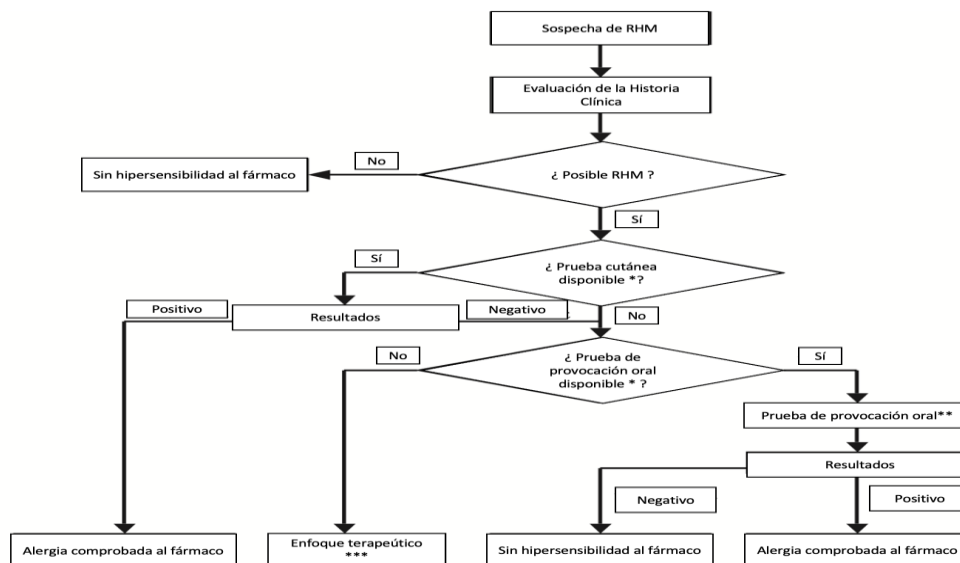 Sospecha de RHM
Evaluación de la Historia
Clínica
No
Sin hipersensibilidad al fármaco
¿ Posible RHM ?
Sí
Sí
¿ Prueba cutánea
disponible *?
Positivo
Resultados
Negativo
No
No
¿ Prueba de
provocación oral
disponible * ?
Sí
Prueba de provocación oral**
Resultados
Negativo
Positivo
Alergia comprobada al fármaco
Enfoque terapéutico
***
Sin hipersensibilidad al fármaco
Alergia comprobada al fármaco